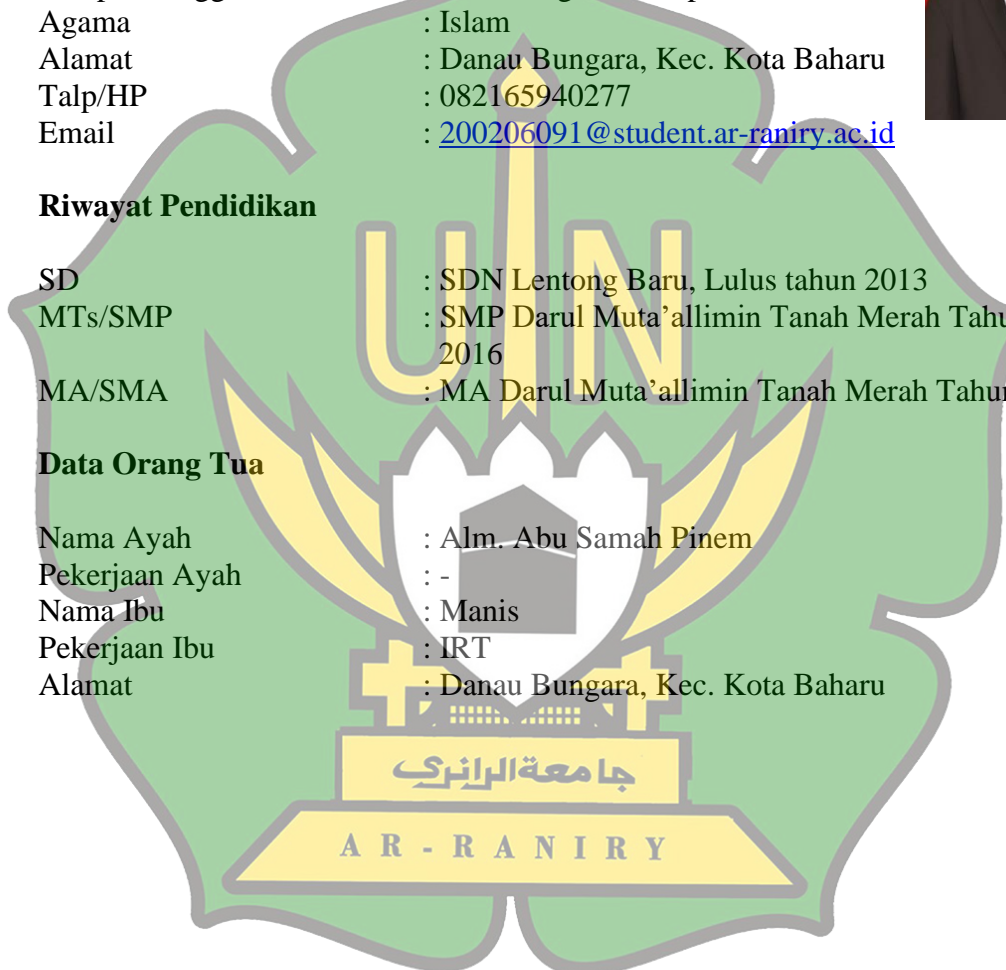 Agama : Islam
Alamat : Danau Bungara, Kec. Kota Baharu
Talp/HP : 082165940277
Email : 200206091@student.ar-raniry.ac.id
Riwayat Pendidikan
SD : SDN Lentong Baru, Lulus tahun 2013
MTs/SMP : SMP Darul Muta’allimin Tanah Merah
2016
MA/SMA : MA Darul Muta’allimin Tanah Merah
Data Orang Tua
Nama Ayah : Alm. Abu Samah Pinem
Pekerjaan Ayah : -
Nama Ibu : Manis
Pekerjaan Ibu : IRT
Alamat : Danau Bungara, Kec. Kota Baharu
UIN
جامعةالرانري
AR-RANIRY